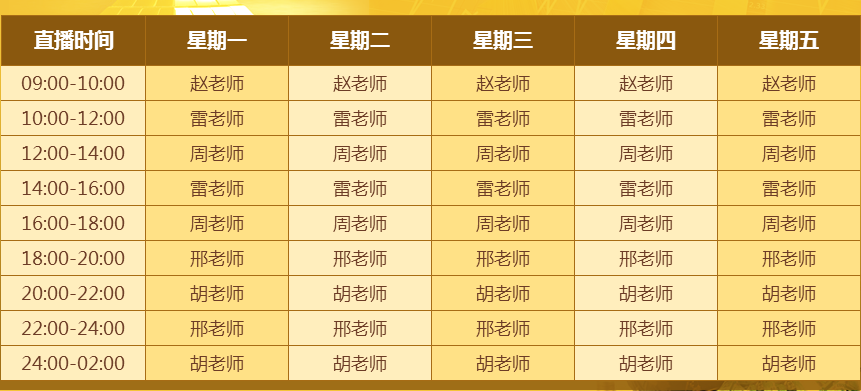 直播时间 星期一 星期二 星期三 星期四 星期五
09:00-10:00 赵老师 赵老师 赵老师 赵老师 赵老师
10:00-12:00 雷老师 雷老师 雷老师 雷老师 雷老师
12:00-14:00 周老师 周老师 周老师 周老师 周老师
14:00-16:00 雷老师 雷老师 雷老师 雷老师 雷老师
16:00-18:00 周老师 周老师 周老师 周老师 周老师
18:00-20:00 邢老师 邢老师 邢老师 邢老师 邢老师
20:00-22:00 胡老师 胡老师 胡老师 胡老师 胡老师
22:00-24:00 邢老师 邢老师 邢老师 邢老师 邢老师
24:00-02:00 胡老师 胡老师 胡老师 胡老师 胡老师